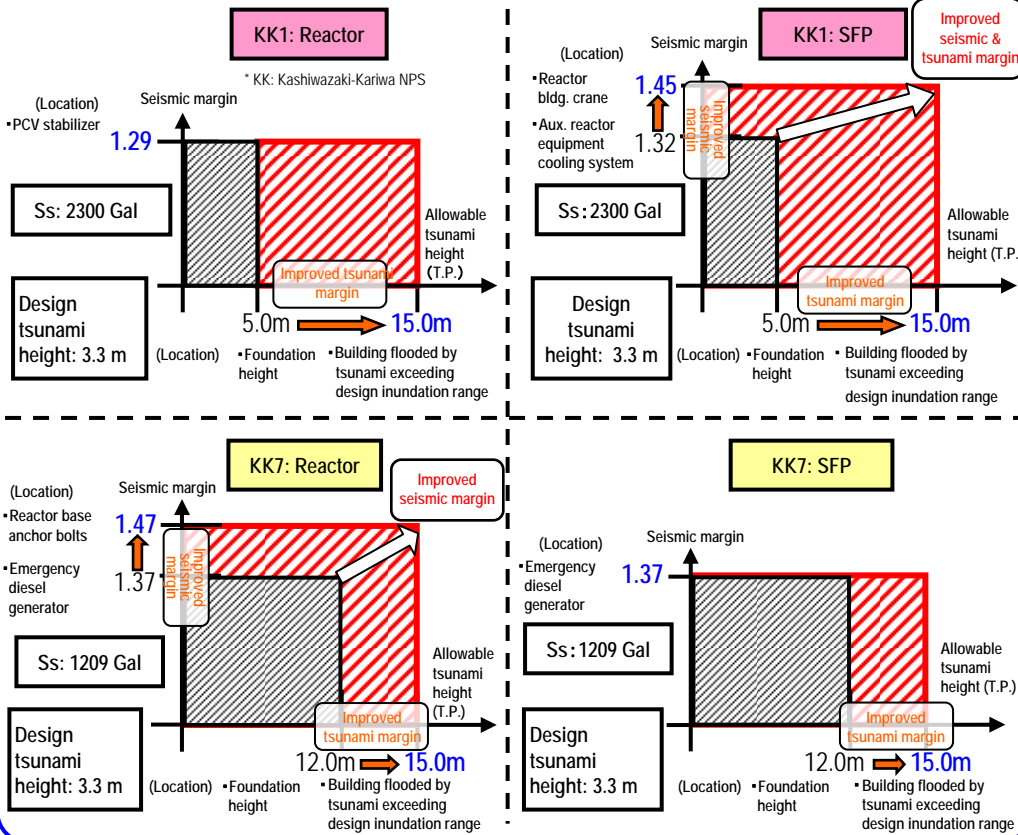 KK1: Reactor
* KK: Kashiwazaki-Kariwa NPS
(Location)
▪PCV stabilizer
Seismic margin
1.29
Ss: 2300 Gal
Allowable
tsunami
height
(T.P.)
Design
tsunami
height: 3.3 m
Improved tsunami
margin
5.0m
15.0m
(Location)
▪Foundation
height
▪Building flooded by
tsunami exceeding
design inundation range
KK1: SFP
Improved
seismic &
tsunami margin
(Location)
▪Reactor
bldg. crane
▪Aux. reactor
equipment
cooling system
Seismic margin
1.45
1.32
Improved
seismic
margin
Ss：2300 Gal
Allowable
tsunami
height (T.P.
Design
tsunami
height: 3.3 m
Improved
tsunami margin
5.0m
15.0m
(Location)
▪Foundation
height
▪Building flooded by
tsunami exceeding
design inundation range
KK7: Reactor
Improved
seismic margin
(Location)
▪Reactor base
anchor bolts
▪Emergency
diesel
generator
Seismic margin
1.47
1.37
Improved
seismic
margin
Ss: 1209 Gal
Allowable
tsunami
height
(T.P.)
Design
tsunami
height: 3.3 m
Improved
tsunami margin
12.0m
15.0m
(Location)
▪Foundation
height
▪Building flooded by
tsunami exceeding
design inundation range
KK7: SFP
(Location)
▪Emergency
diesel
generator
Seismic margin
1.37
Ss：1209 Gal
Allowable
tsunami
height (T.P.)
Design
tsunami
height: 3.3 m
Improved
tsunami margin
12.0m
15.0m
(Location)
▪Foundation
height
▪Building flooded by
tsunami exceeding
design inundation range